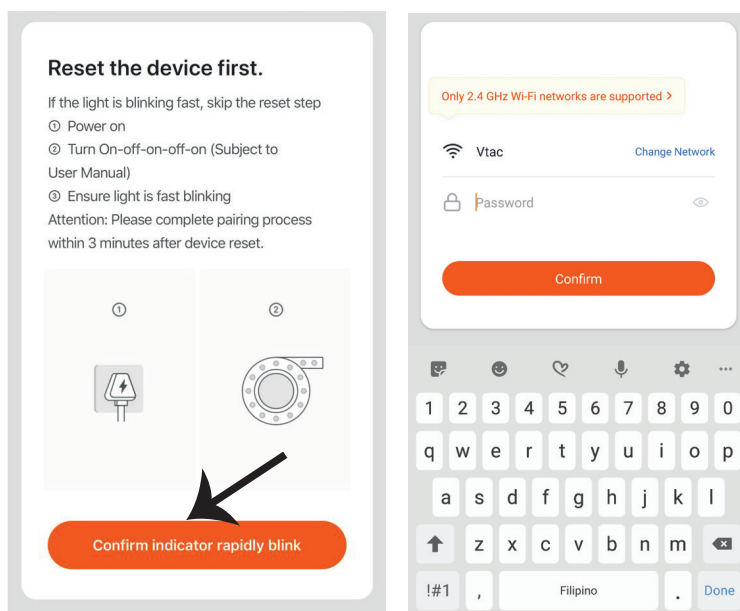 Reset the device first.
If the light is blinking fast, skip the reset step
① Power on
② Turn On-off-on-off-on (Subject to
User Manual)
③ Ensure light is fast blinking
Attention: Please complete pairing process
within 3 minutes after device reset.
① ②
Confirm indicator rapidly blink
Only 2.4 GHz Wi-Fi networks are supported >
Vtac Change Network
Password
Confirm
1 2 3 4 5 6 7 8 9 0
q w e r t y u i o p
a s d f g h j k l
z x c v b n m
!#1 , Filipino . Done